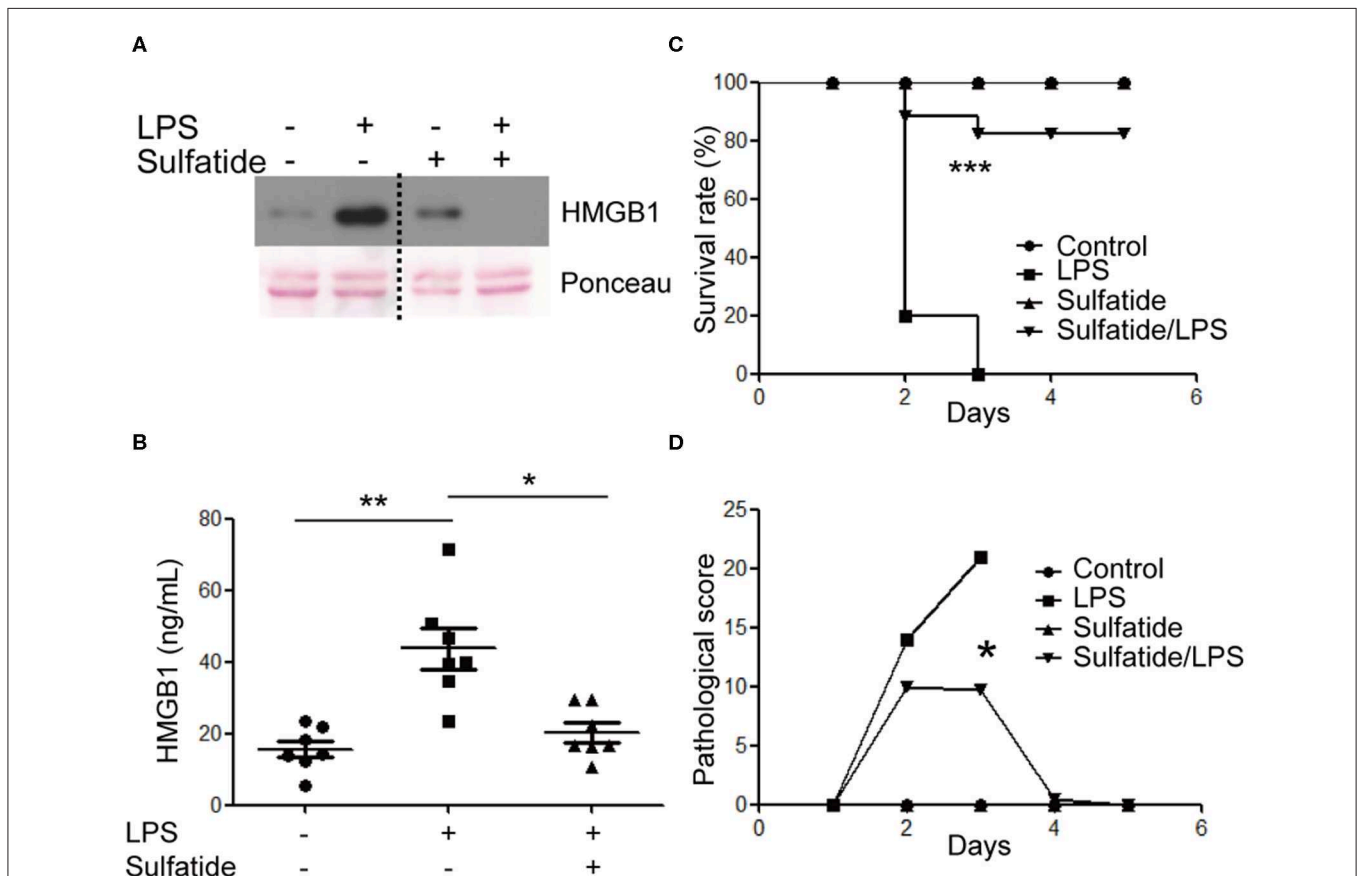 A
LPS - + - +
Sulfatide - - + +
HMGB1
Ponceau
B
** *
80
60
40
20
0
HMGB1 (ng/mL)
LPS - + +
Sulfatide - - +
C
100
80
60
40
20
0
Survival rate (%)
***
Control
LPS
Sulfatide
Sulfatide/LPS
0 2 4 6
Days
D
25
20
15
10
5
0
Pathological score
*
Control
LPS
Sulfatide
Sulfatide/LPS
0 2 4 6
Days